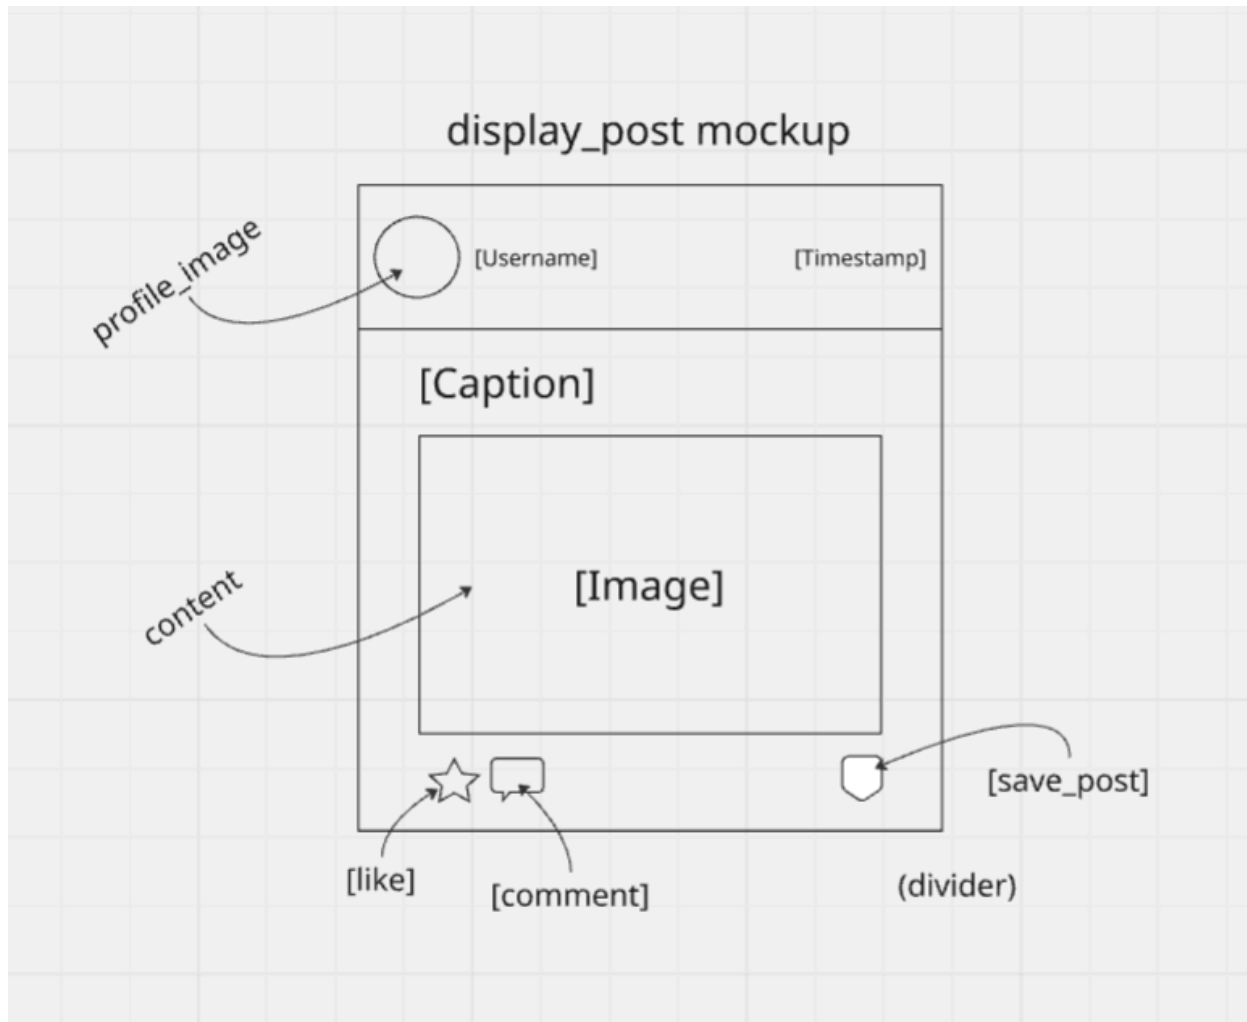 display_post mockup
profile_image
[Username]
[Timestamp]
[Caption]
content
[Image]
[save_post]
[like]
[comment]
(divider)